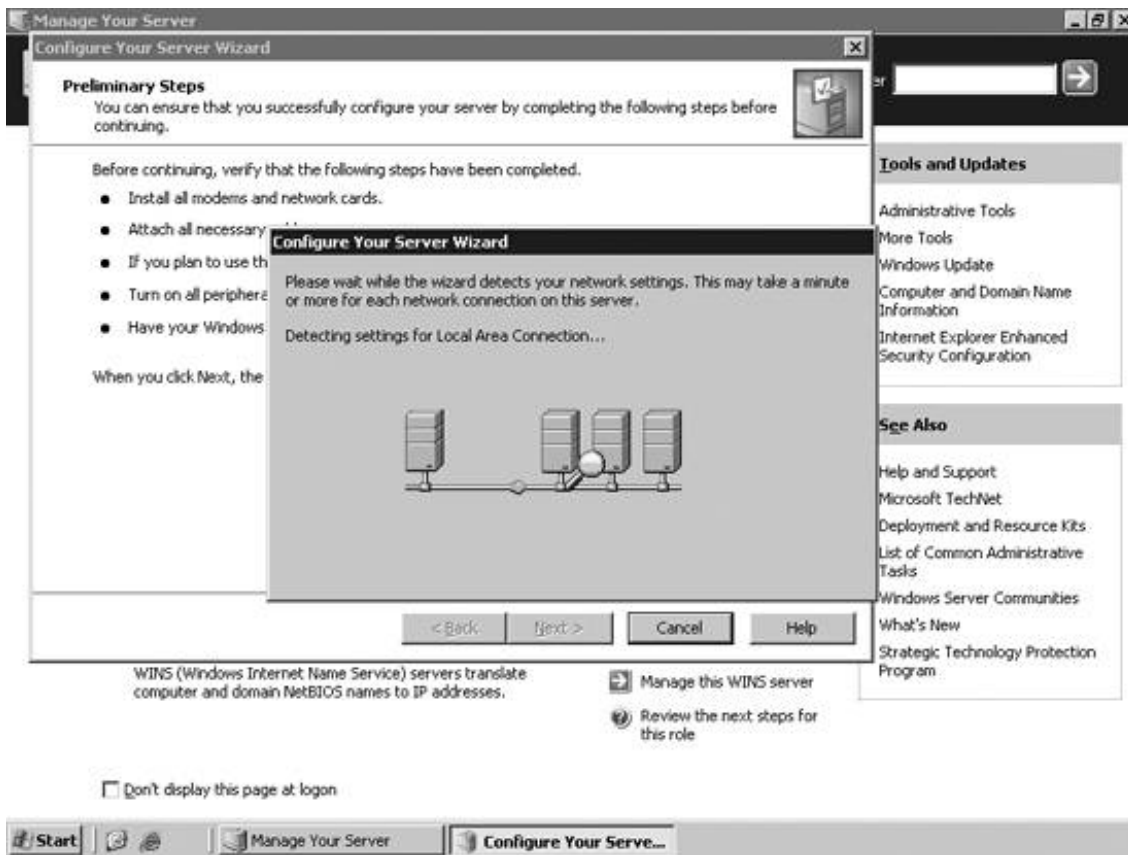 Manage Your Server
Configure Your Server Wizard
Preliminary Steps
You can ensure that you successfully configure your server by completing the following steps before
continuing.
Before continuing, verify that the following steps have been completed.
Install all modems and network cards.
Attach all necessary
If you plan to use th
Turn on all periphera
Have your Windows
When you click Next, the
Configure Your Server Wizard
Please wait while the wizard detects your network settings. This may take a minute
or more for each network connection on this server.
Detecting settings for Local Area Connection...
< Back
Next >
Cancel
Help
Tools and Updates
Administrative Tools
More Tools
Windows Update
Computer and Domain Name
Information
Internet Explorer Enhanced
Security Configuration
See Also
Help and Support
Microsoft TechNet
Deployment and Resource Kits
List of Common Administrative
Tasks
Windows Server Communities
What's New
Strategic Technology Protection
Program
WINS (Windows Internet Name Service) servers translate
computer and domain NetBIOS names to IP addresses.
Manage this WINS server
Review the next steps for
this role
Don't display this page at logon
Start
Manage Your Server
Configure Your Serve...